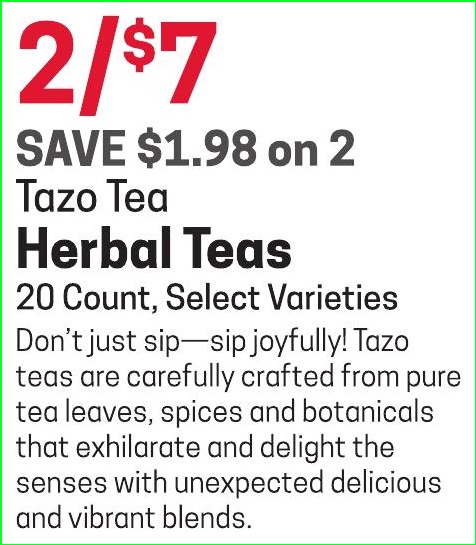 2/$7
SAVE $1.98 on 2
Tazo Tea
Herbal Teas
20 Count, Select Varieties
Don't just sip—sip joyfully! Tazo
teas are carefully crafted from pure
tea leaves, spices and botanicals
that exhilarate and delight the
senses with unexpected delicious
and vibrant blends.